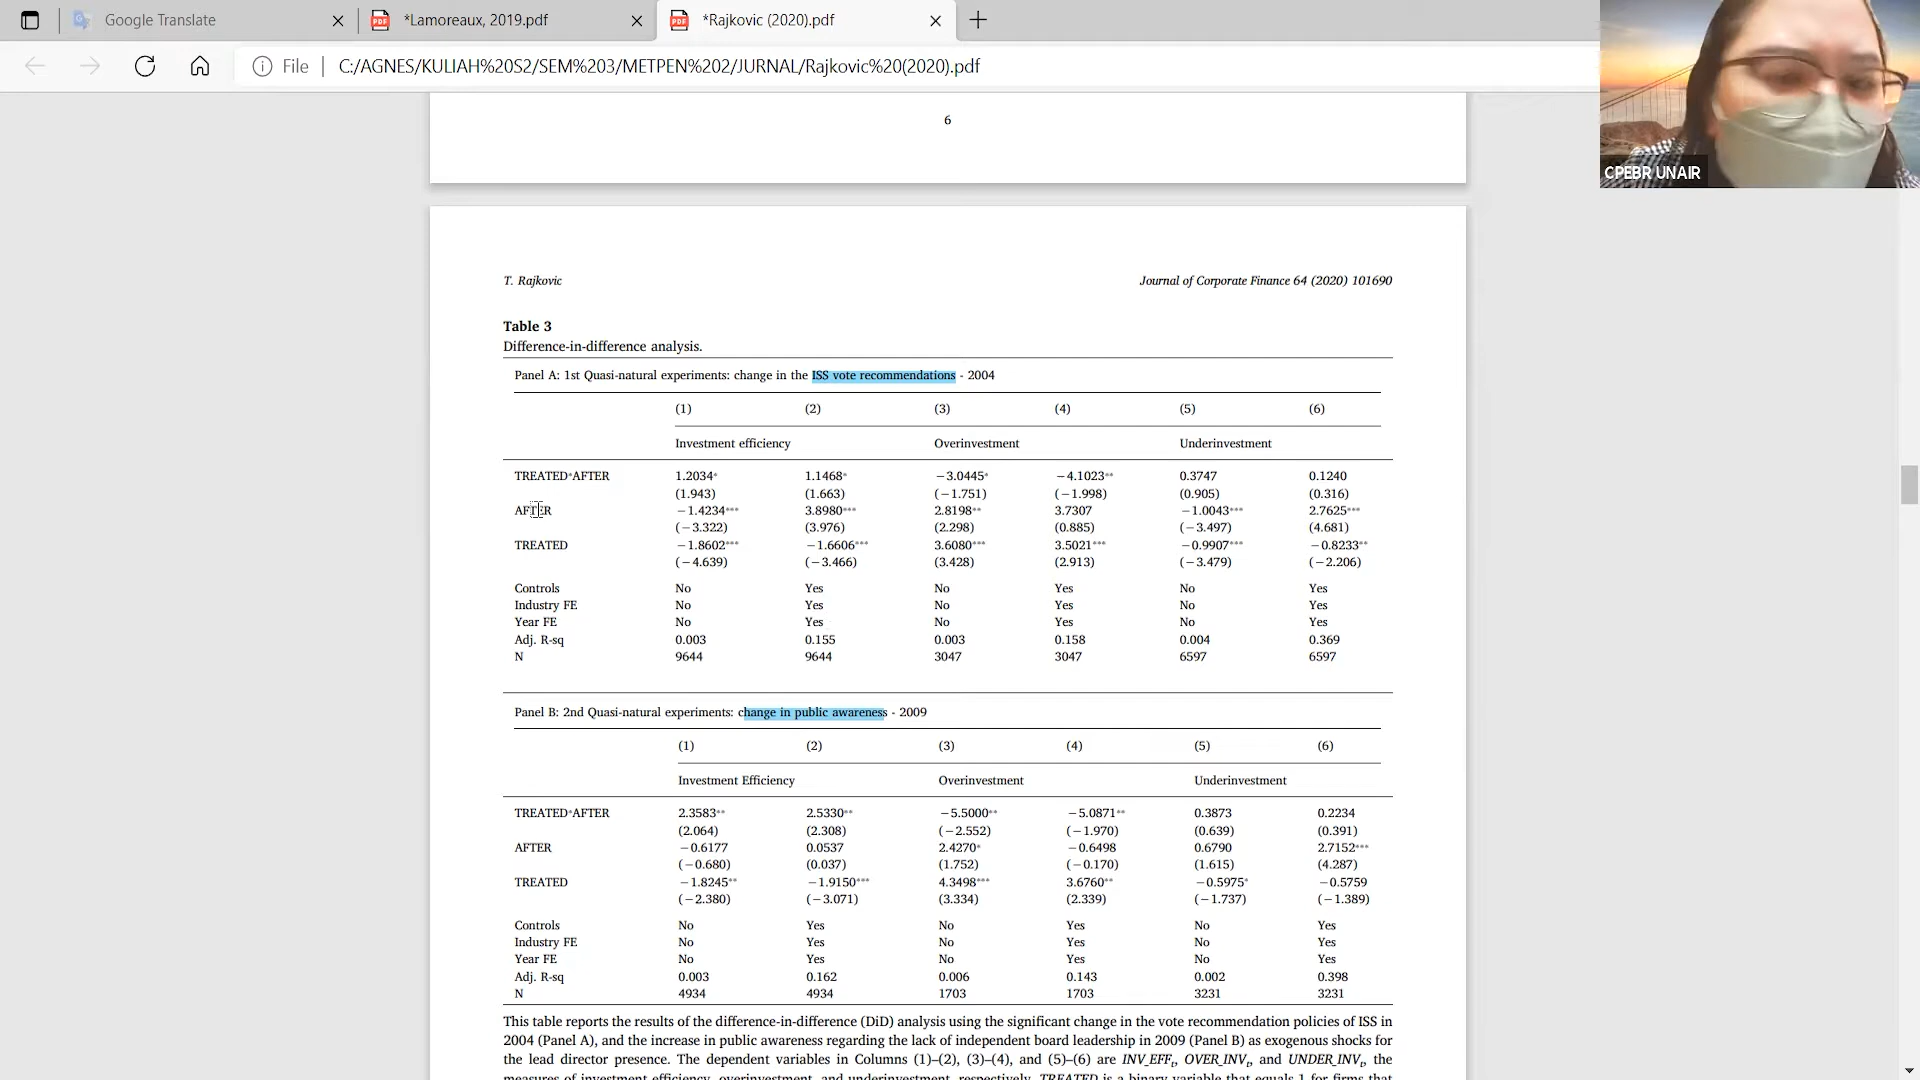 Google Translate
*Lamoreaux, 2019.pdf
*Rajkovic (2020).pdf
File
C:/AGNES/KULIAH%20S2/SEM%203/METPEN%202/JURNAL/Rajkovic%20(2020).pdf
CPEBR UNAIR
6
T. Rajkovic Journal of Corporate Finance 64 (2020) 101690
Table 3
Difference-in-difference analysis.
Panel A: 1st Quasi-natural experiments: change in the ISS vote recommendations - 2004
(1) (2) (3) (4) (5) (6)
Investment efficiency Overinvestment Underinvestment
TREATED*AFTER 1.2034* 1.1468* −3.0445* −4.1023** 0.3747 0.1240
(1.943) (1.663) (−1.751) (−1.998) (0.905) (0.316)
AFTER −1.4234*** 3.8980*** 2.8198** 3.7307 −1.0043*** 2.7625***
(−3.322) (3.976) (2.298) (0.885) (−3.497) (4.681)
TREATED −1.8602*** −1.6606*** 3.6080*** 3.5021*** −0.9907*** −0.8233**
(−4.639) (−3.466) (3.428) (2.913) (−3.479) (−2.206)
Controls No Yes No Yes No Yes
Industry FE No Yes No Yes No Yes
Year FE No Yes No Yes No Yes
Adj. R-sq 0.003 0.155 0.003 0.158 0.004 0.369
N 9644 9644 3047 3047 6597 6597
Panel B: 2nd Quasi-natural experiments: change in public awareness - 2009
(1) (2) (3) (4) (5) (6)
Investment Efficiency Overinvestment Underinvestment
TREATED*AFTER 2.3583** 2.5330** −5.5000** −5.0871** 0.3873 0.2234
(2.064) (2.308) (−2.552) (−1.970) (0.639) (0.391)
AFTER −0.6177 0.0537 2.4270* −0.6498 0.6790 2.7152***
(−0.680) (0.037) (1.752) (−0.170) (1.615) (4.287)
TREATED −1.8245** −1.9150*** 4.3498*** 3.6760** −0.5975* −0.5759
(−2.380) (−3.071) (3.334) (2.339) (−1.737) (−1.389)
Controls No Yes No Yes No Yes
Industry FE No Yes No Yes No Yes
Year FE No Yes No Yes No Yes
Adj. R-sq 0.003 0.162 0.006 0.143 0.002 0.398
N 4934 4934 1703 1703 3231 3231
This table reports the results of the difference-in-difference (DiD) analysis using the significant change in the vote recommendation policies of ISS in
2004 (Panel A), and the increase in public awareness regarding the lack of independent board leadership in 2009 (Panel B) as exogenous shocks for
the lead director presence. The dependent variables in Columns (1)–(2), (3)–(4), and (5)–(6) are INV_EFFt, OVER_INVt, and UNDER_INVt, the
measures of investment efficiency, overinvestment, and underinvestment, respectively. TREATED is a binary variable that equals 1 for firms that